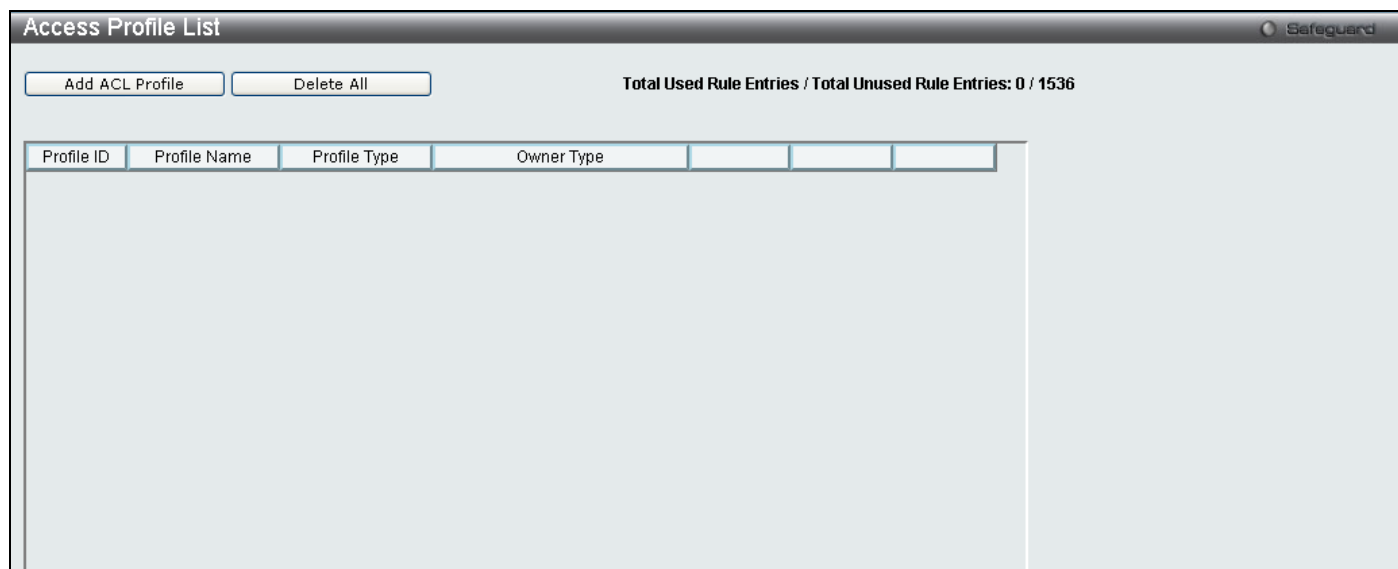 Access Profile List
Safeguard
Add ACL Profile
Delete All
Total Used Rule Entries / Total Unused Rule Entries: 0 / 1536
Profile ID
Profile Name
Profile Type
Owner Type